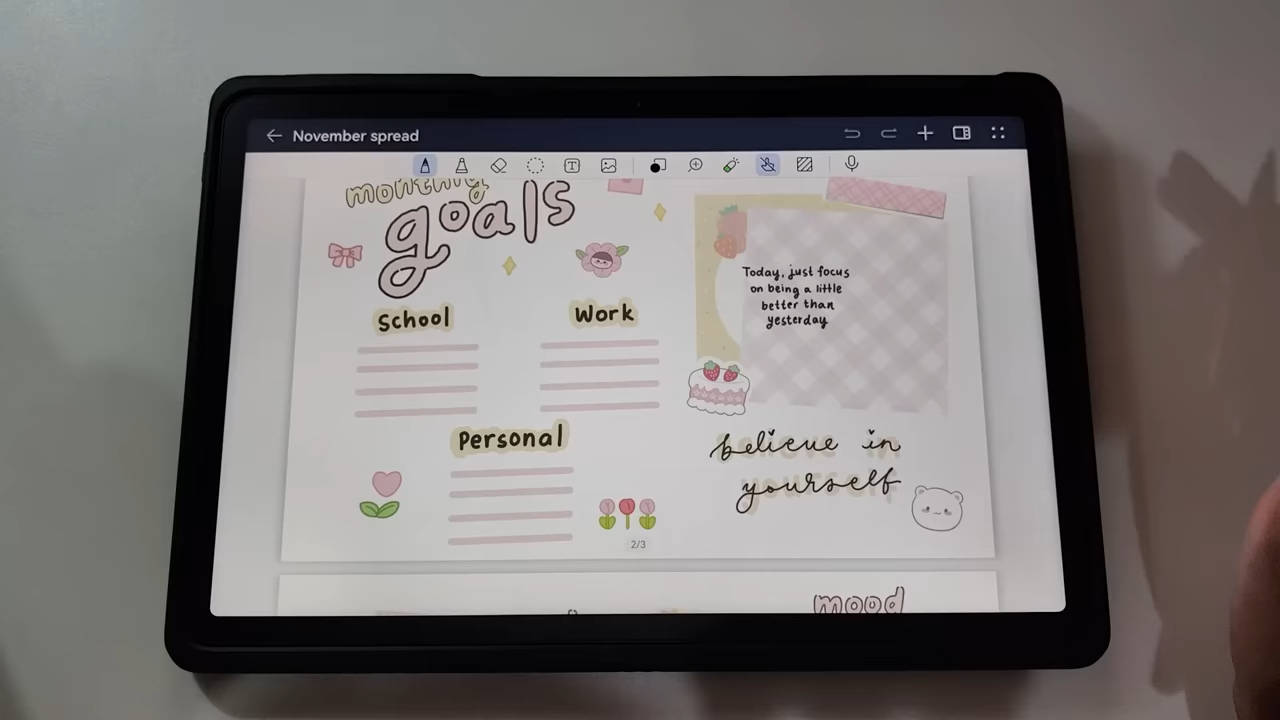 November spread
monthly
goals
School
Work
Personal
Today, just focus
on being a little
better than
yesterday
believe in
yourself
2/3
mood